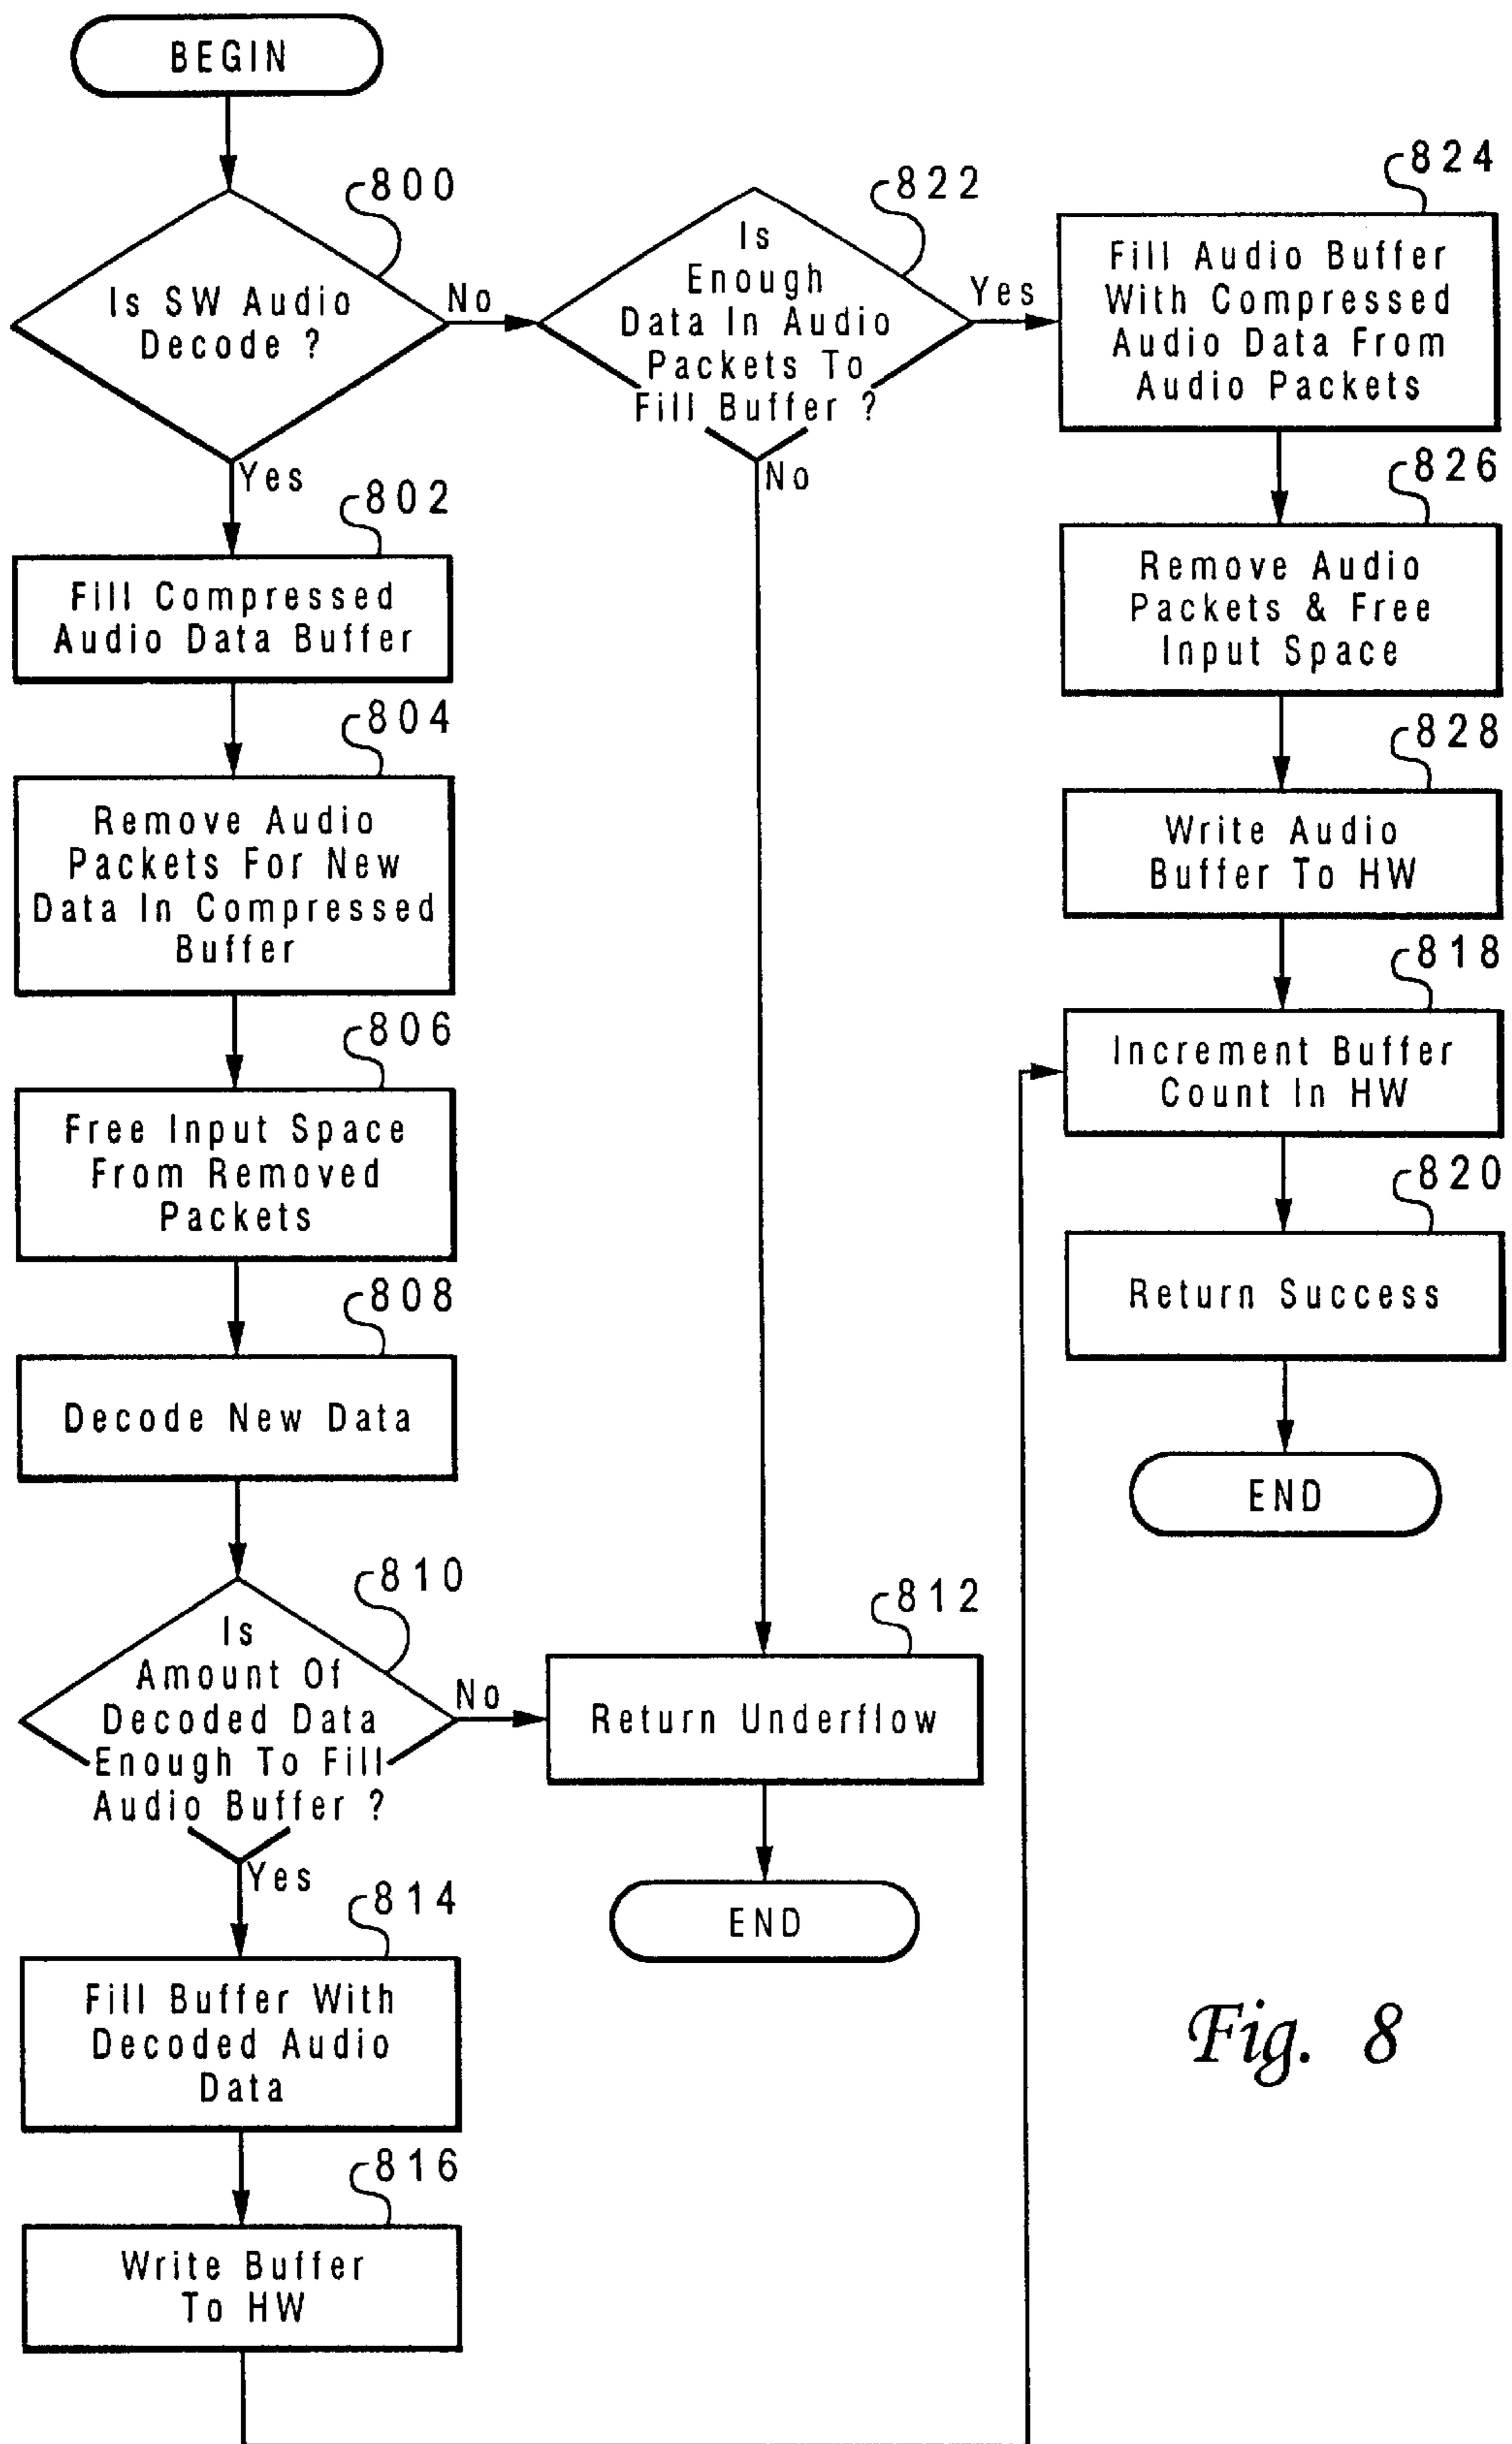 BEGIN
800
Is SW Audio
Decode ?
No
Yes
802
Fill Compressed
Audio Data Buffer
804
Remove Audio
Packets For New
Data In Compressed
Buffer
806
Free Input Space
From Removed
Packets
808
Decode New Data
810
Is
Amount Of
Decoded Data
Enough To Fill
Audio Buffer ?
No
Yes
814
Fill Buffer With
Decoded Audio
Data
816
Write Buffer
To HW
822
Is
Enough
Data In Audio
Packets To
Fill Buffer ?
Yes
No
812
Return Underflow
END
824
Fill Audio Buffer
With Compressed
Audio Data From
Audio Packets
826
Remove Audio
Packets & Free
Input Space
828
Write Audio
Buffer To HW
818
Increment Buffer
Count In HW
820
Return Success
END
Fig. 8